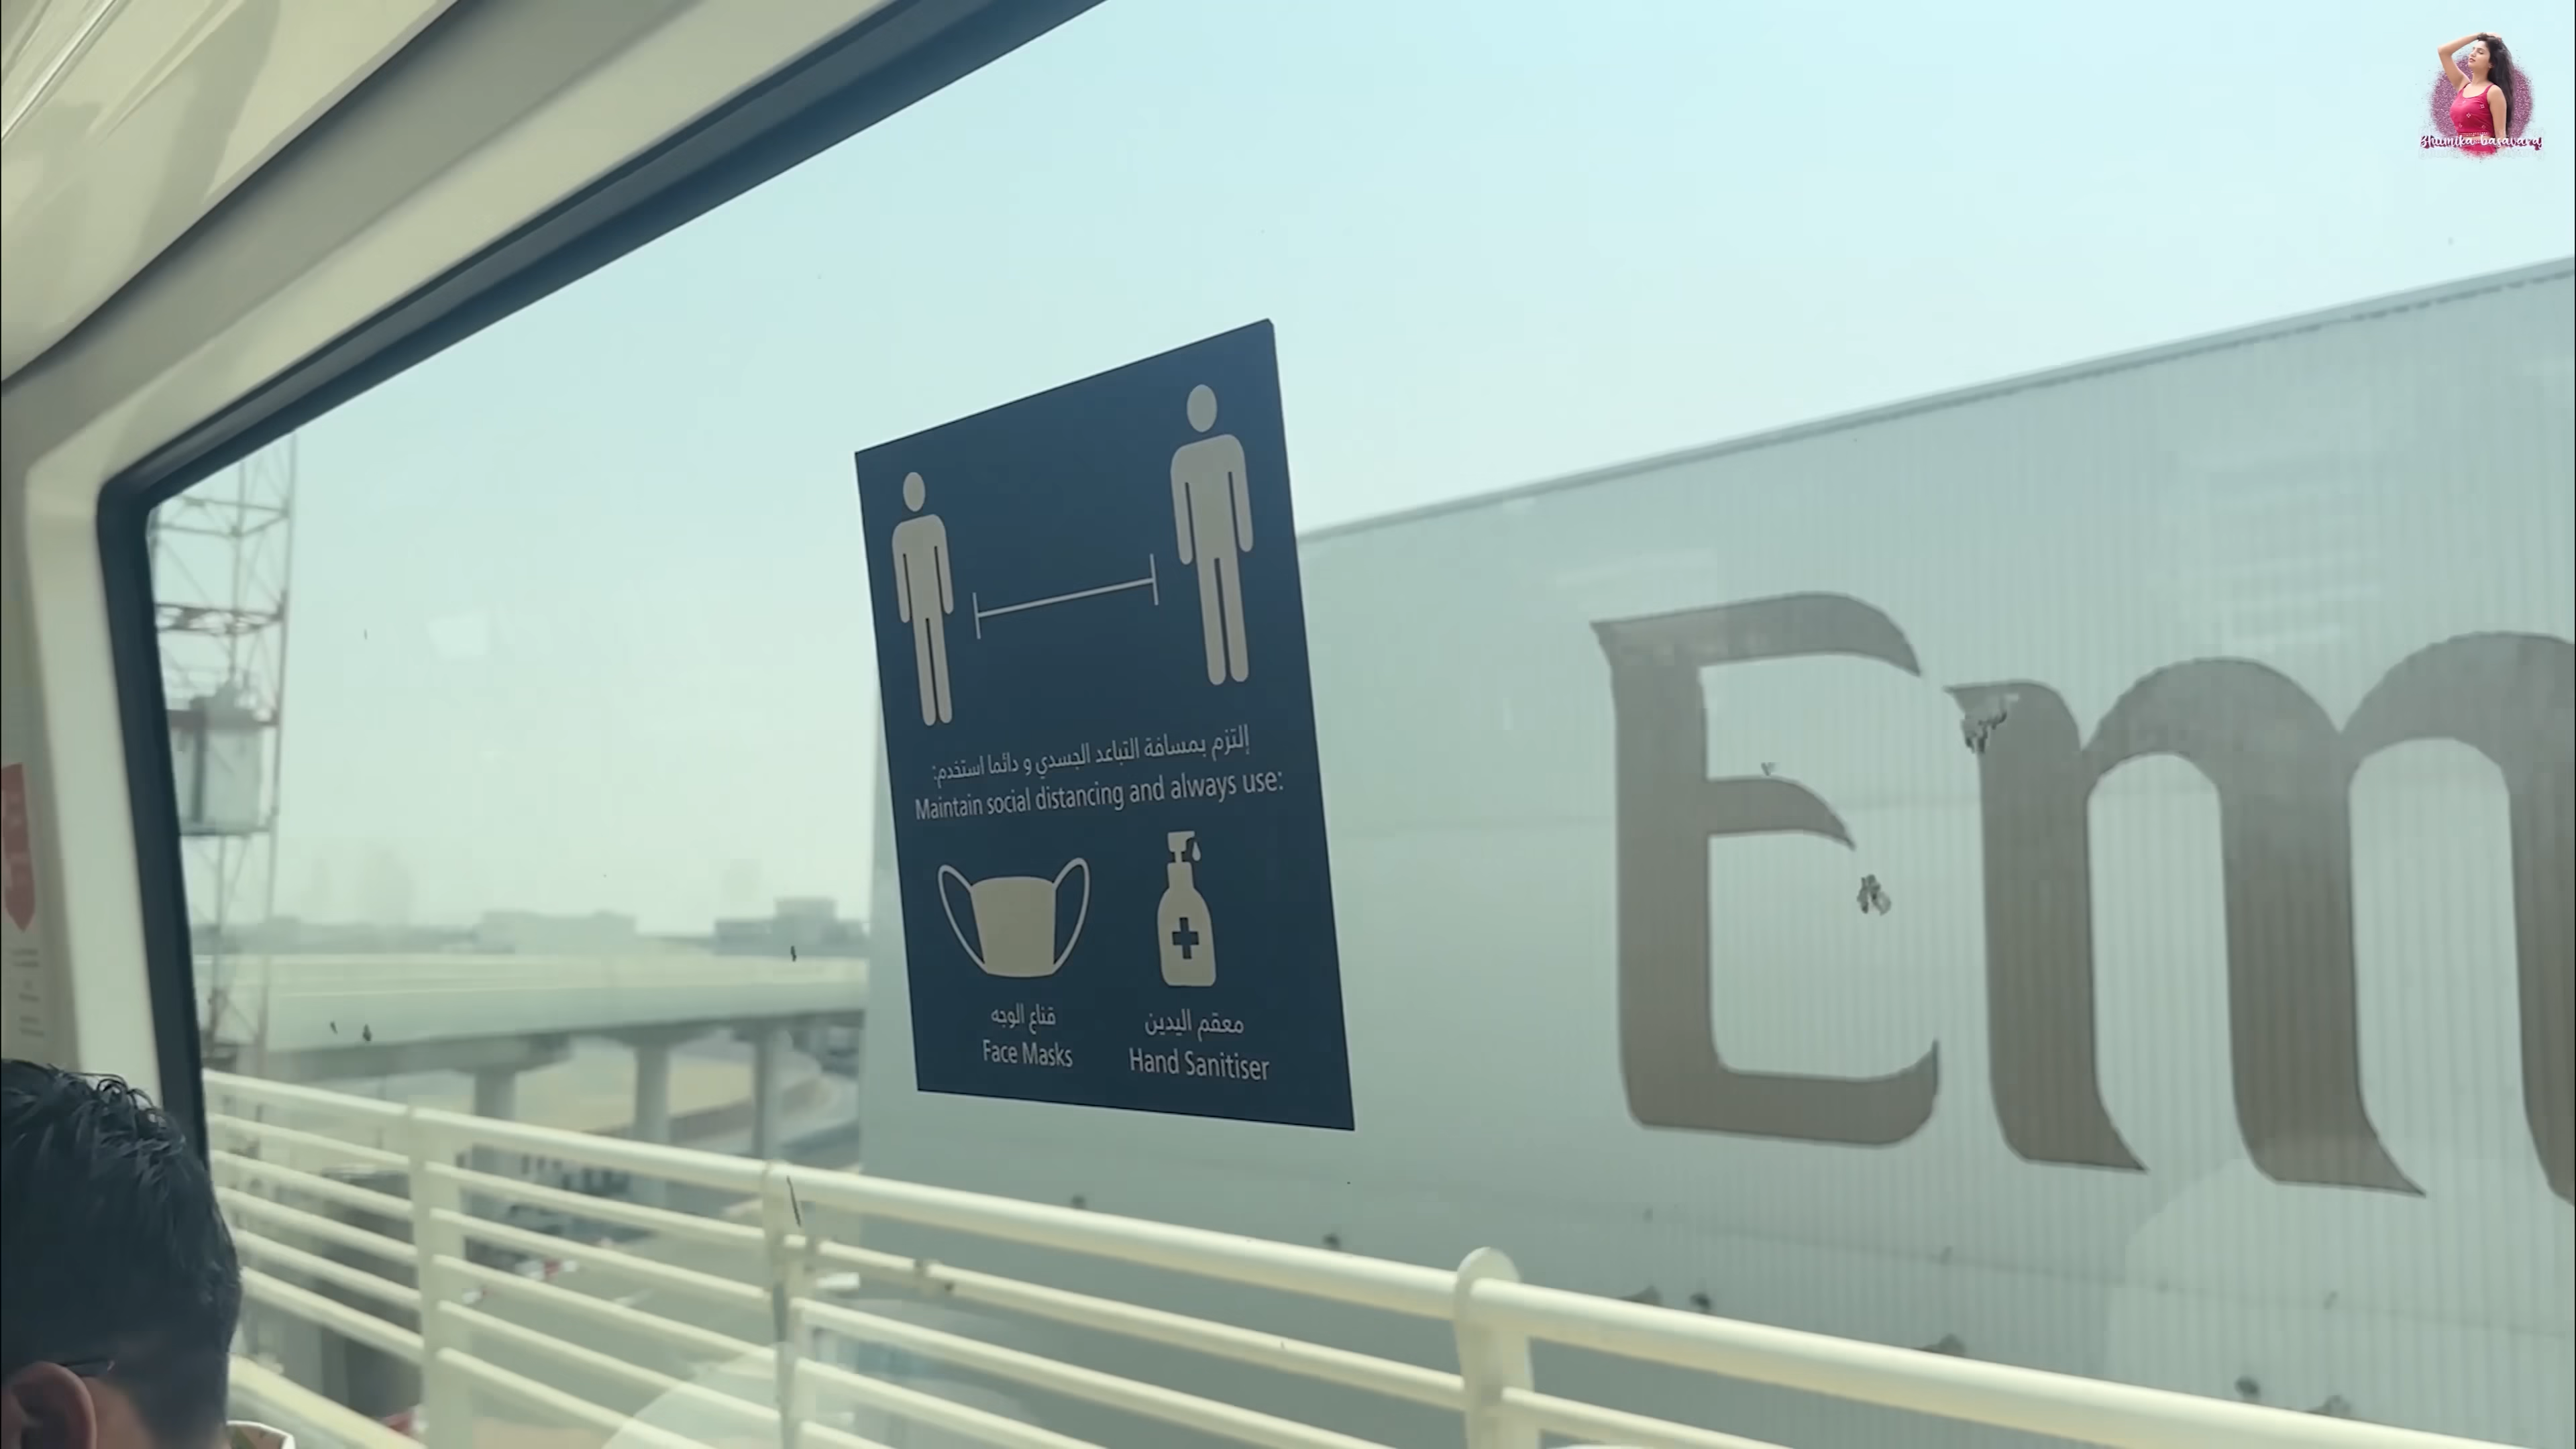 إلتزم بمسافة التباعد الجسدي و دائما استخدم:
Maintain social distancing and always use:
قناع الوجه
Face Masks
معقم اليدين
Hand Sanitiser
Em